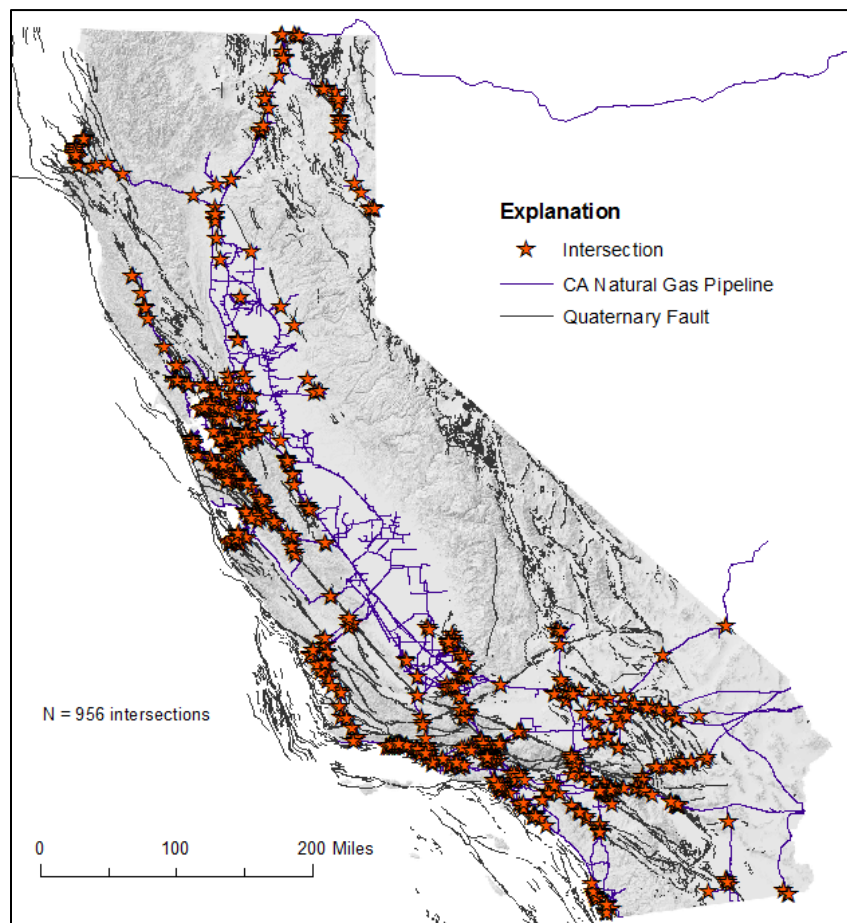 Explanation
Intersection
CA Natural Gas Pipeline
Quaternary Fault
N = 956 intersections
0 100 200 Miles